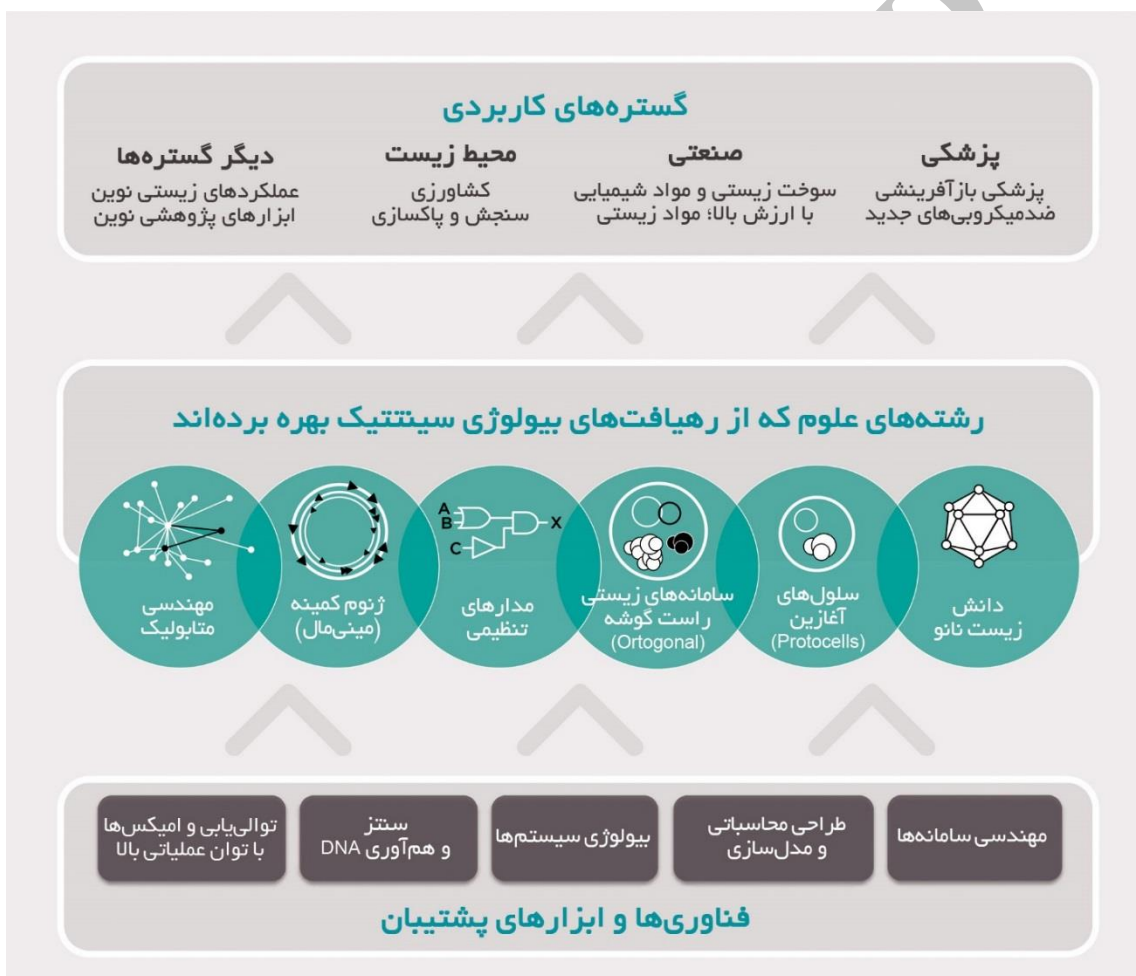 گستره‌های کاربردی
پزشکی
پزشکی بازآفرینشی
ضدمیکروبی‌های جدید
صنعتی
سوخت زیستی و مواد شیمیایی
با ارزش بالا؛ مواد زیستی
محیط زیست
کشاورزی
سنجش و پاکسازی
دیگر گستره‌ها
عملکردهای زیستی نوین
ابزارهای پژوهشی نوین
رشته‌های علوم که از رهیافت‌های بیولوژی سینتتیک بهره برده‌اند
دانش
زیست نانو
سلول‌های
آغازین
(Protocells)
سامانه‌های زیستی
راست گوشه
(Ortogonal)
A
B
C
X
مدارهای
تنظیمی
ژنوم کمینه
(مینی‌مال)
مهندسی
متابولیک
مهندسی سامانه‌ها
طراحی محاسباتی
و مدل‌سازی
بیولوژی سیستم‌ها
سنتز
و هم‌آوری DNA
توالی‌یابی و امیکس‌ها
با توان عملیاتی بالا
فناوری‌ها و ابزارهای پشتیبان